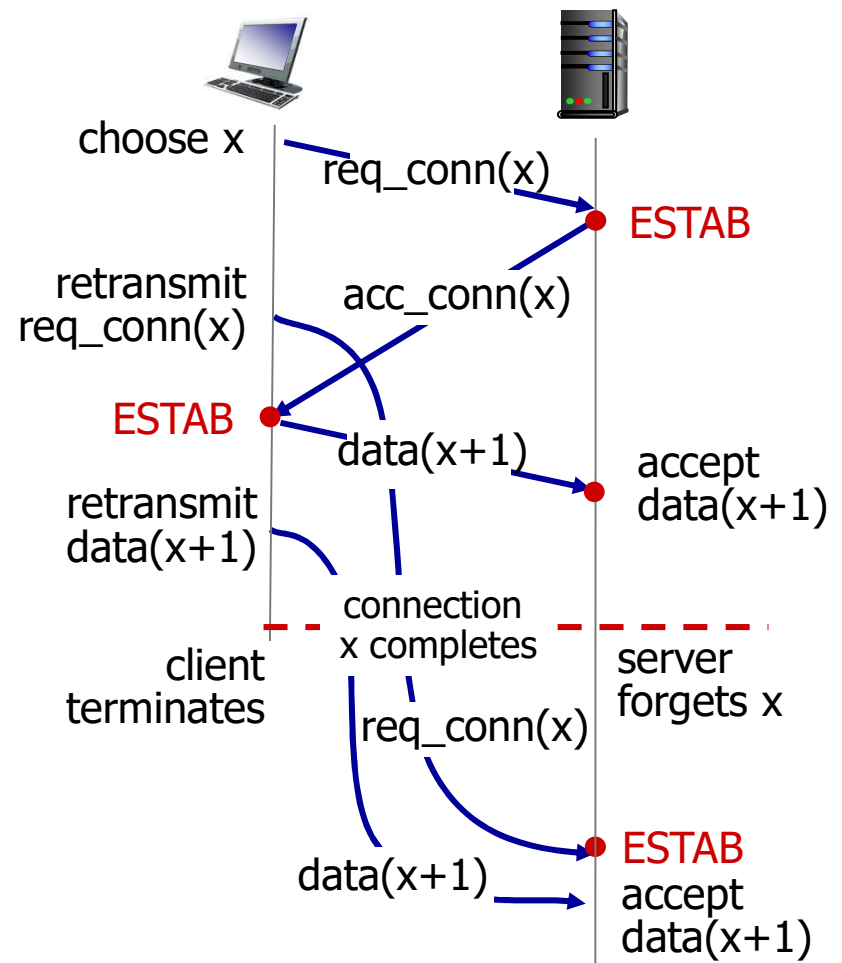 choose x
req_conn(x)
ESTAB
retransmit
req_conn(x)
acc_conn(x)
ESTAB
data(x+1)
accept
data(x+1)
retransmit
data(x+1)
connection
x completes
client
terminates
server
forgets x
req_conn(x)
ESTAB
data(x+1)
accept
data(x+1)